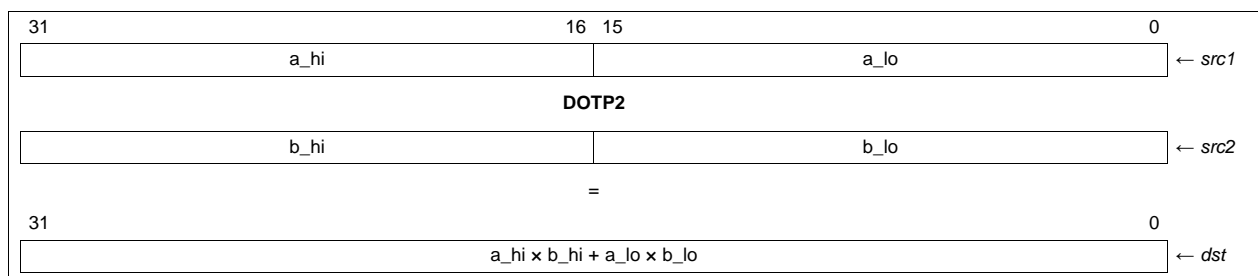 31 16 15 0
a_hi a_lo ← src1
DOTP2
b_hi b_lo ← src2
=
31 0
a_hi × b_hi + a_lo × b_lo ← dst